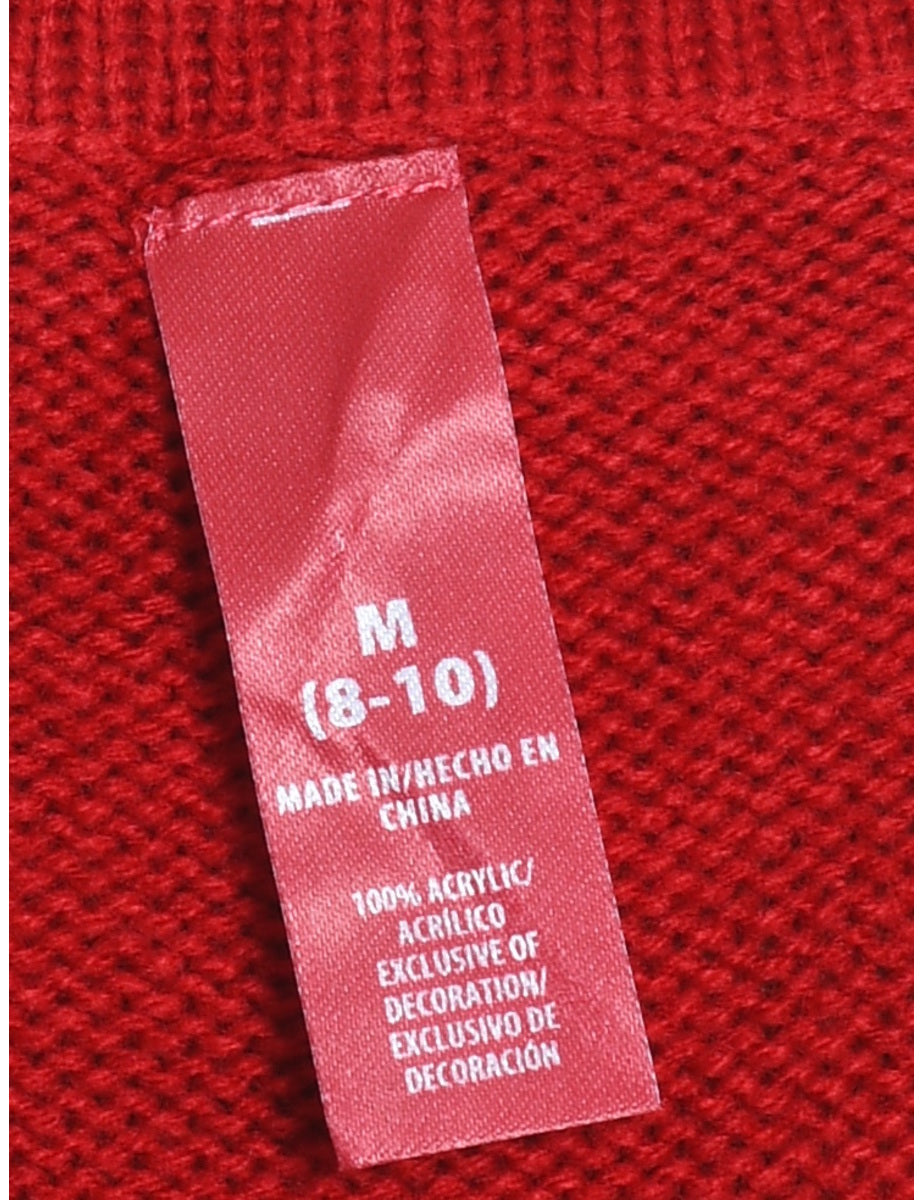 M
(8-10)
MADE IN/HECHO EN
CHINA
100% ACRYLIC/
ACRÍLICO
EXCLUSIVE OF
DECORATION/
EXCLUSIVO DE
DECORACIÓN